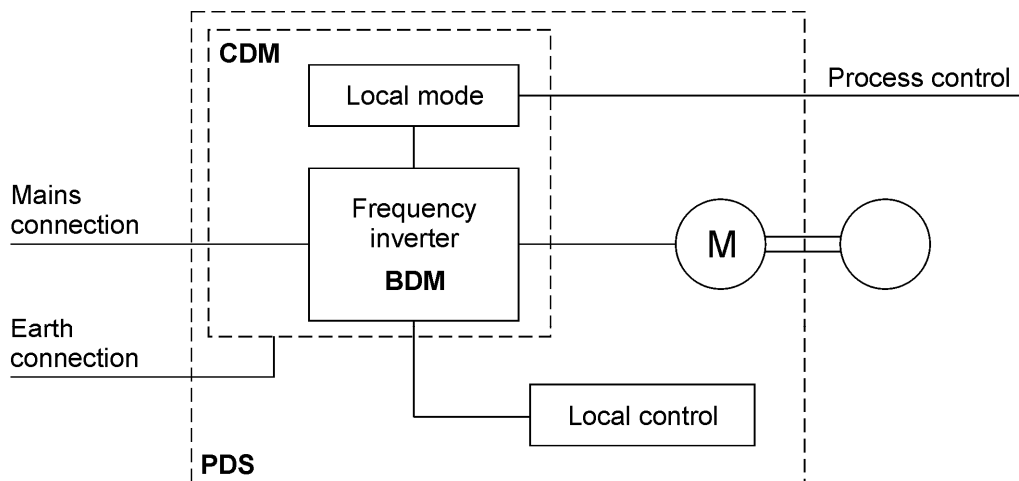 CDM
Local mode
Process control
Mains
connection
Frequency
inverter
BDM
M
Earth
connection
Local control
PDS